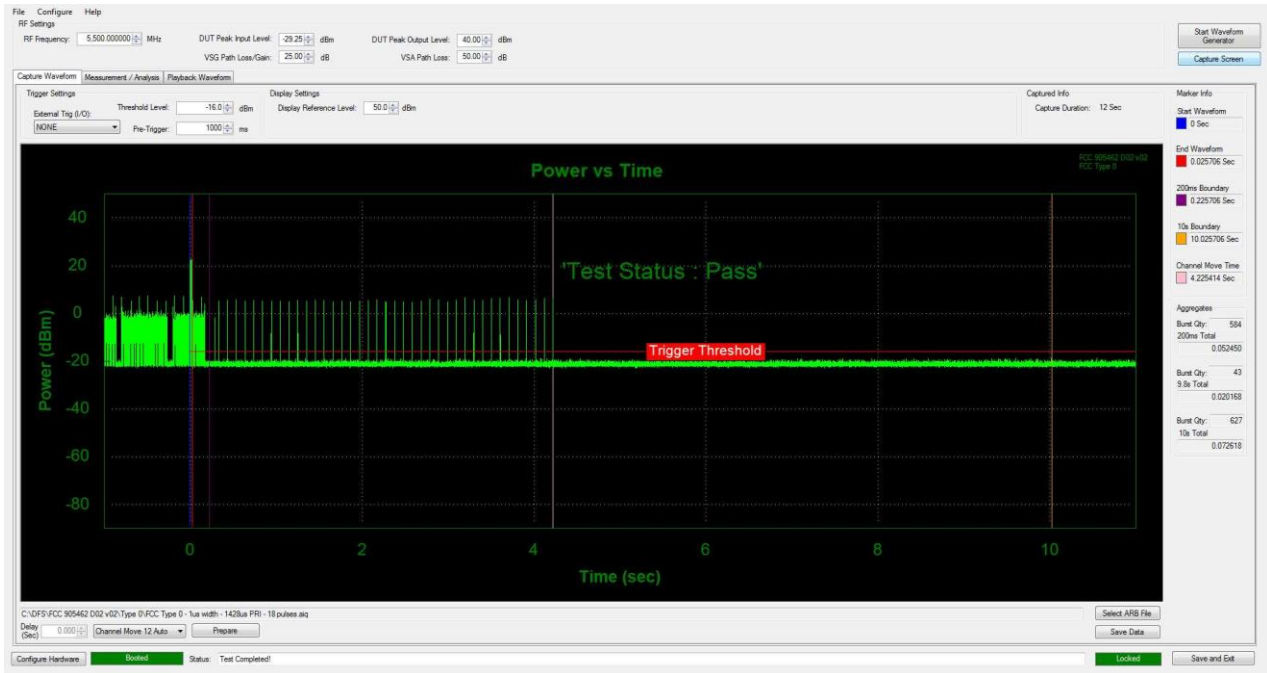 File Configure Help
RF Settings
RF Frequency: 5,500.000000 MHz DUT Peak Input Level: -29.25 dBm DUT Peak Output Level: 40.00 dBm
VSG Path Loss/Gain: 25.00 dB VSA Path Loss: 50.00 dB
Start Waveform
Generator
Capture Screen
Capture Waveform Measurement / Analysis Playback Waveform
Trigger Settings
External Trig (I/O):
NONE
Threshold Level: -16.0 dBm
Pre-Trigger: 1000 ms
Display Settings
Display Reference Level: 50.0 dBm
Captured Info
Capture Duration: 12 Sec
Marker Info
Start Waveform
0 Sec
End Waveform
0.025706 Sec
200ms Boundary
0.225706 Sec
10s Boundary
10.025706 Sec
Channel Move Time
4.225414 Sec
Aggregates
Burst Qty: 584
200ms Total
0.052450
Burst Qty: 43
9.8s Total
0.020168
Burst Qty: 627
10s Total
0.072618
Power vs Time
FCC 905462 D02 v02
FCC Type 0
'Test Status : Pass'
Trigger Threshold
Power (dBm)
40
20
0
-20
-40
-60
-80
0 2 4 6 8 10
Time (sec)
C:\DFS\FCC 905462 D02 v02\Type 0\FCC Type 0 - 1us width - 1428us PRI - 18 pulses.aiq
Select ARB File
Delay
(Sec) 0.000 Channel Move 12 Auto Prepare
Save Data
Configure Hardware Booted Status: Test Completed! Locked Save and Exit